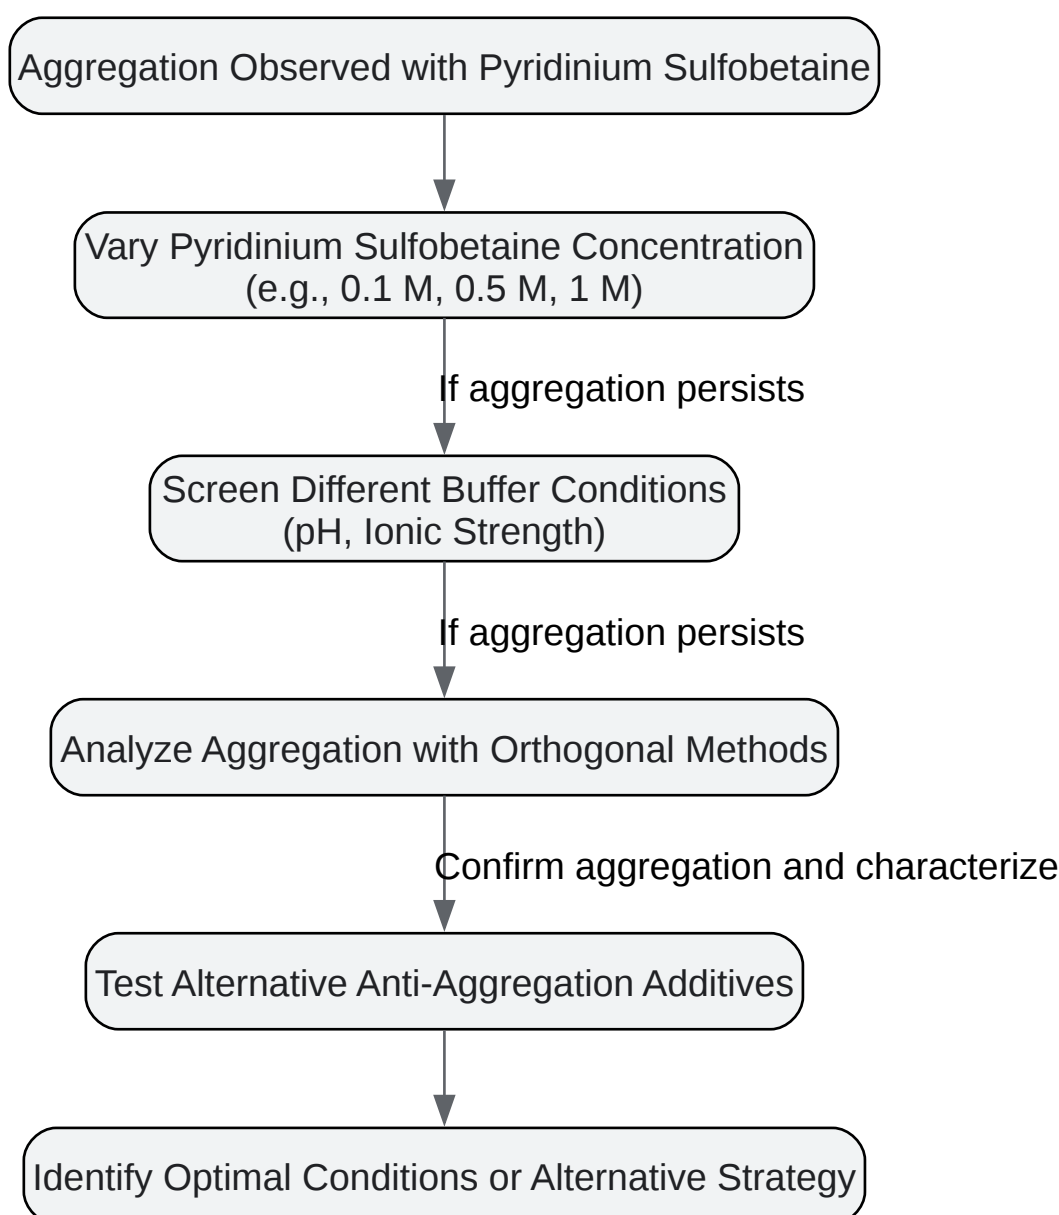 Aggregation Observed with Pyridinium Sulfobetaine
Vary Pyridinium Sulfobetaine Concentration
(e.g., 0.1 M, 0.5 M, 1 M)
If aggregation persists
Screen Different Buffer Conditions
(pH, Ionic Strength)
If aggregation persists
Analyze Aggregation with Orthogonal Methods
Confirm aggregation and characterize
Test Alternative Anti-Aggregation Additives
Identify Optimal Conditions or Alternative Strategy